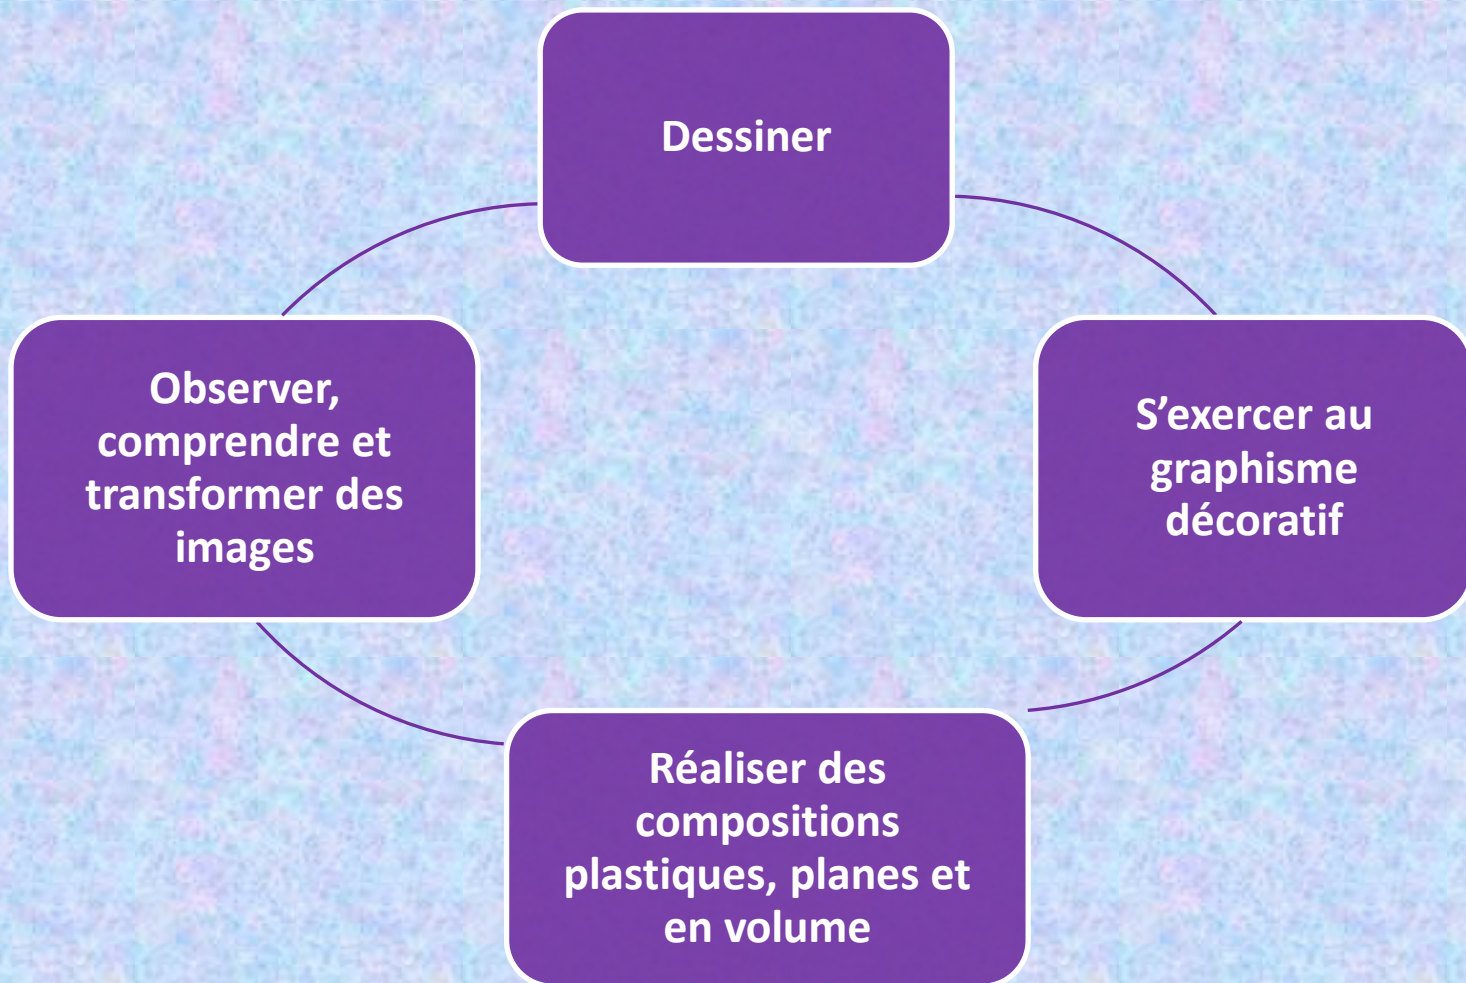 Dessiner
Observer,
comprendre et
transformer des
images
S’exercer au
graphisme
décoratif
Réaliser des
compositions
plastiques, planes et
en volume